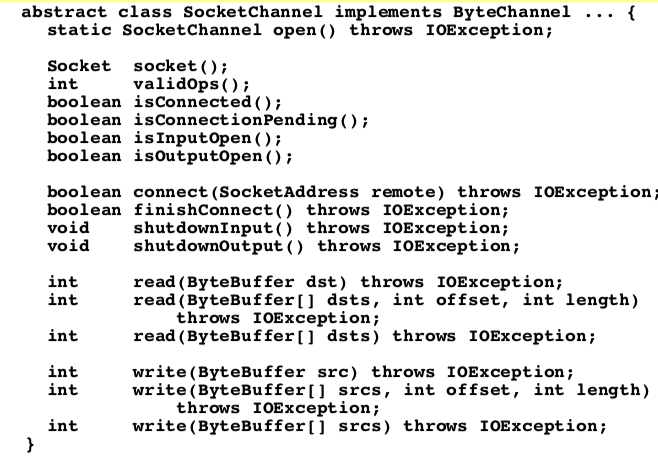 abstract class SocketChannel implements ByteChannel ... {
static SocketChannel open() throws IOException;
Socket socket();
int validOps();
boolean isConnected();
boolean isConnectionPending();
boolean isInputOpen();
boolean isOutputOpen();
boolean connect(SocketAddress remote) throws IOException;
boolean finishConnect() throws IOException;
void shutdownInput() throws IOException;
void shutdownOutput() throws IOException;
int read(ByteBuffer dst) throws IOException;
int read(ByteBuffer[] dsts, int offset, int length)
throws IOException;
int read(ByteBuffer[] dsts) throws IOException;
int write(ByteBuffer src) throws IOException;
int write(ByteBuffer[] srcs, int offset, int length)
throws IOException;
int write(ByteBuffer[] srcs) throws IOException;
}